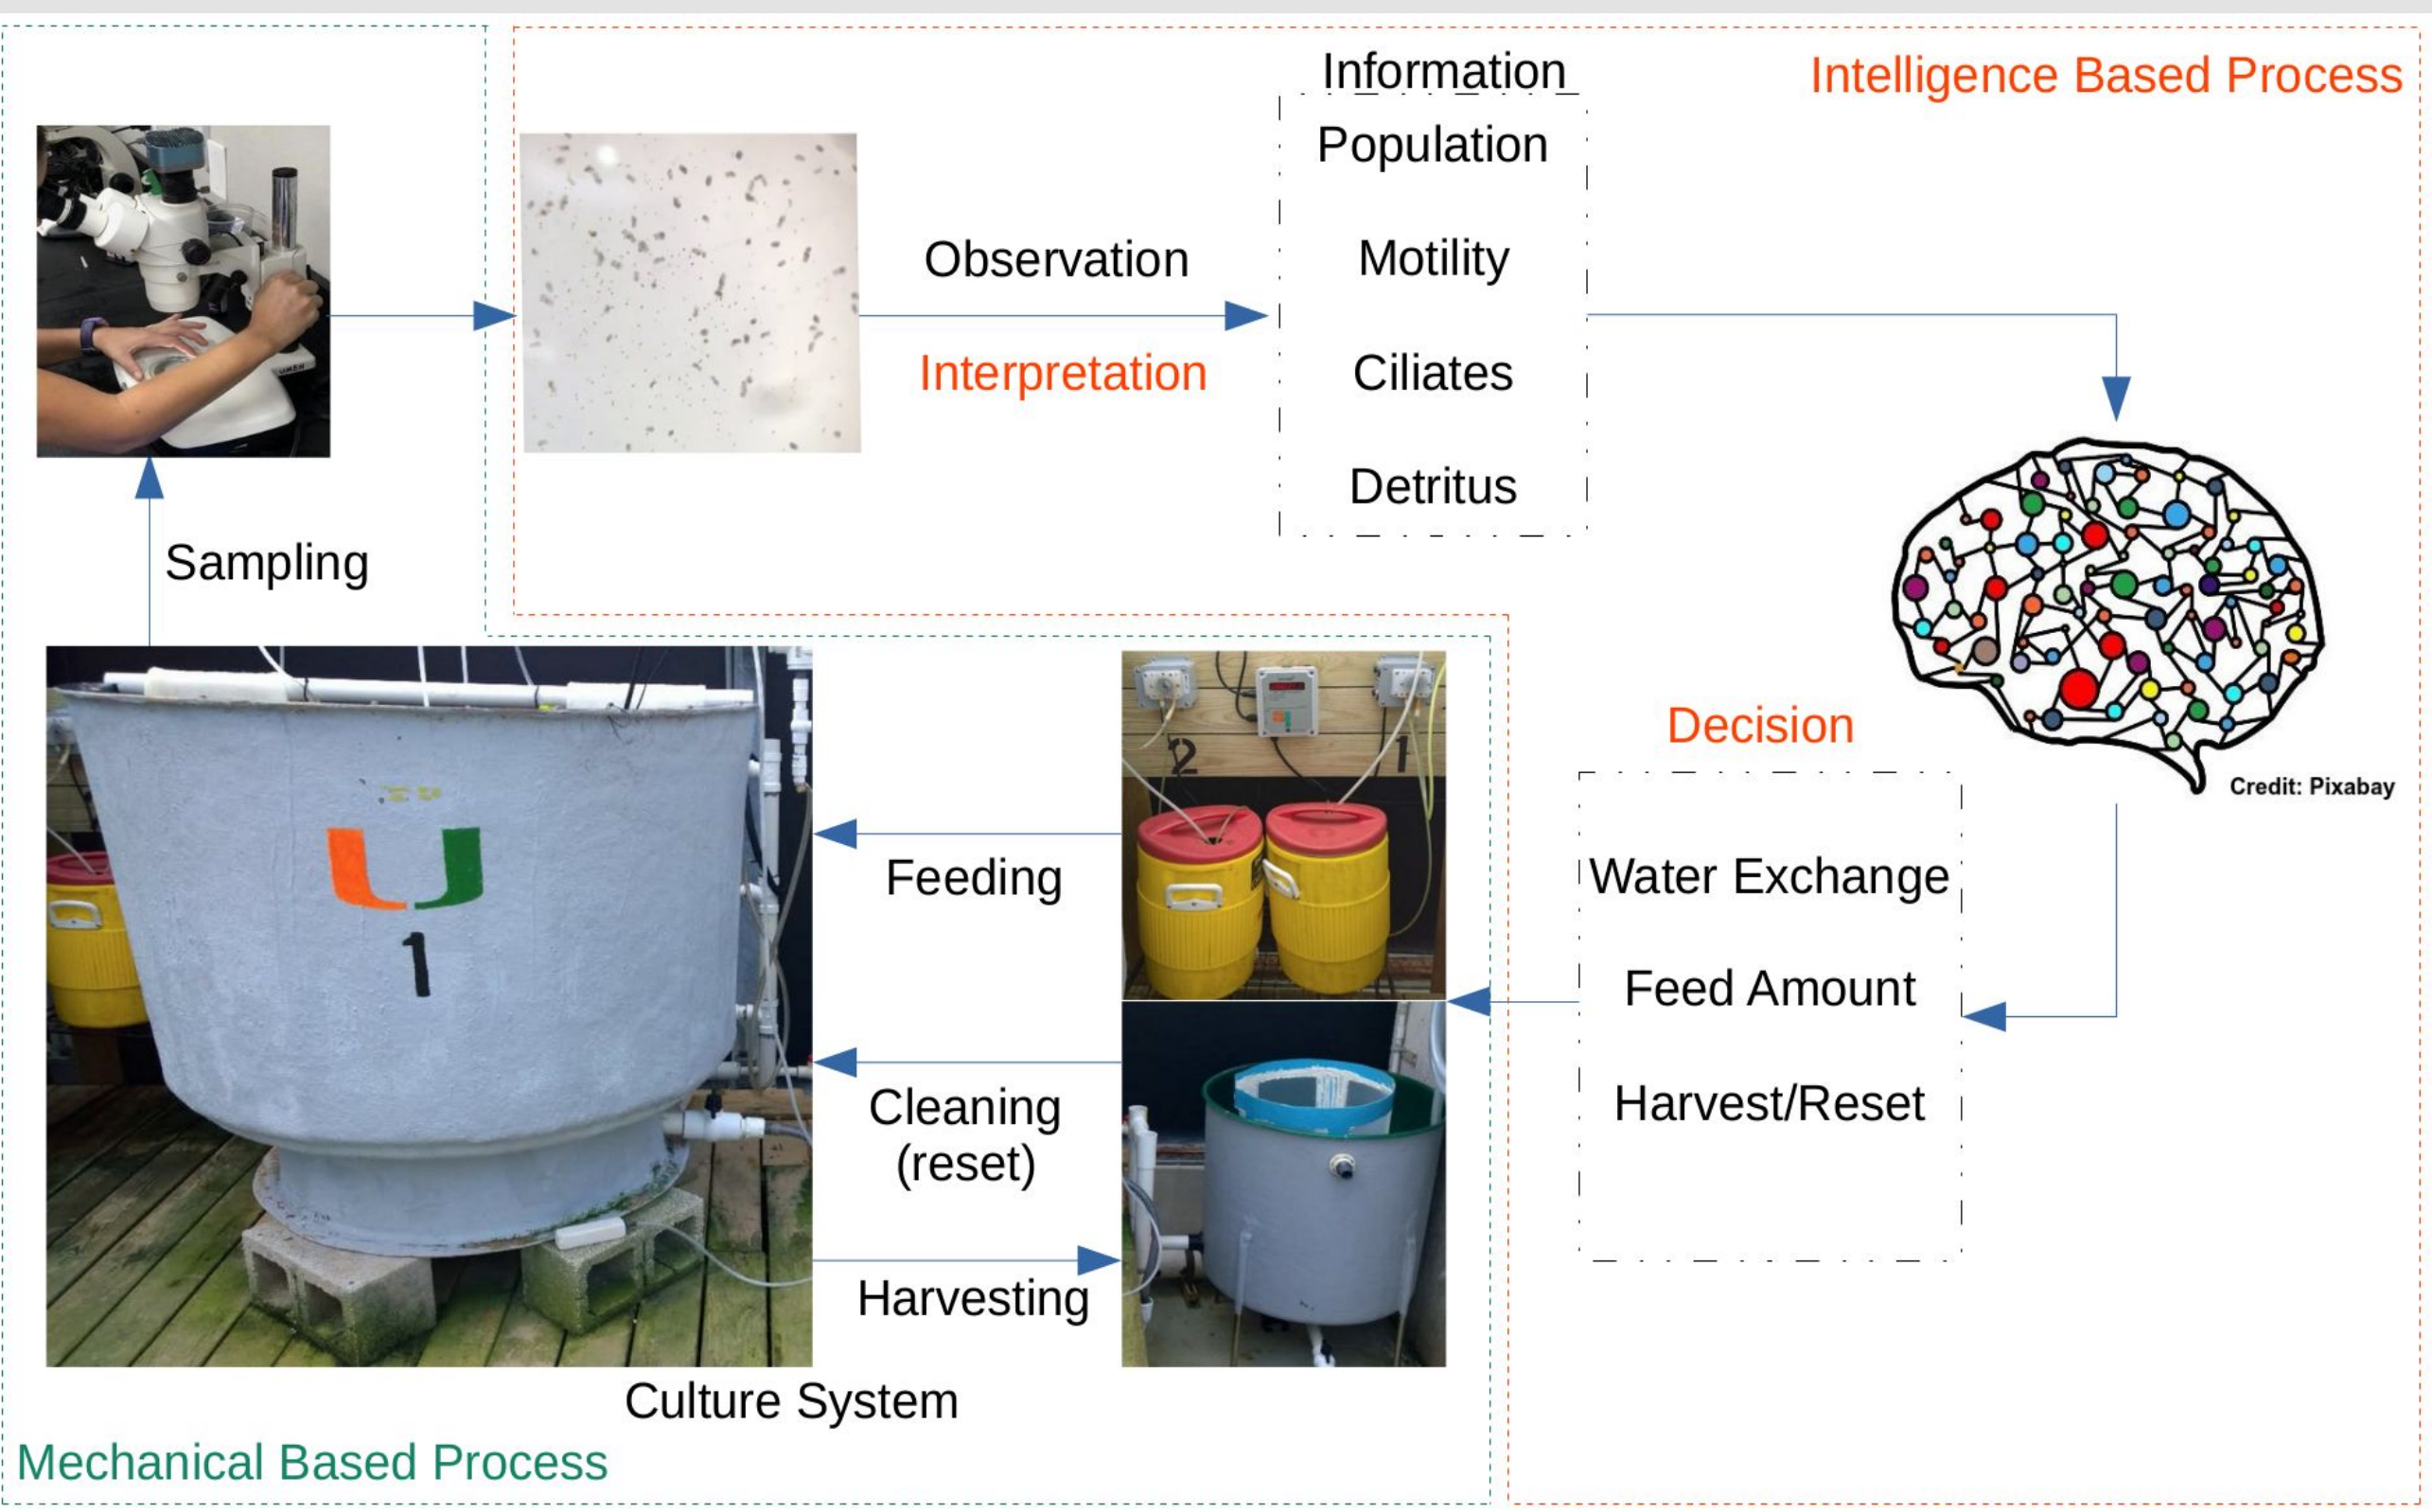 Information
Intelligence Based Process
Population
Observation
Motility
Interpretation
Ciliates
Detritus
Sampling
Decision
2
1
Credit: Pixabay
U
1
Feeding
Water Exchange
Feed Amount
Cleaning
(reset)
Harvest/Reset
Harvesting
Culture System
Mechanical Based Process